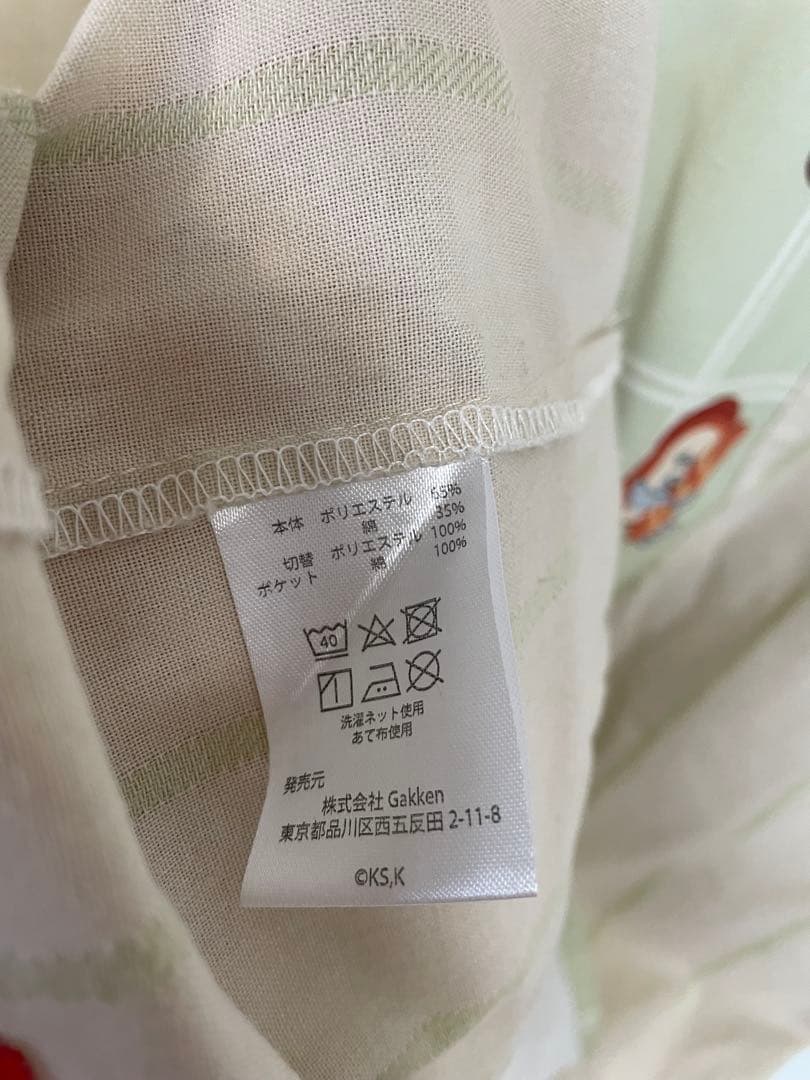 本体 ポリエステル 65%
綿 35%
切替 ポリエステル 100%
ポケット 綿 100%
40
洗濯ネット使用
あて布使用
発売元
株式会社 Gakken
東京都品川区西五反田 2-11-8
©KS,K